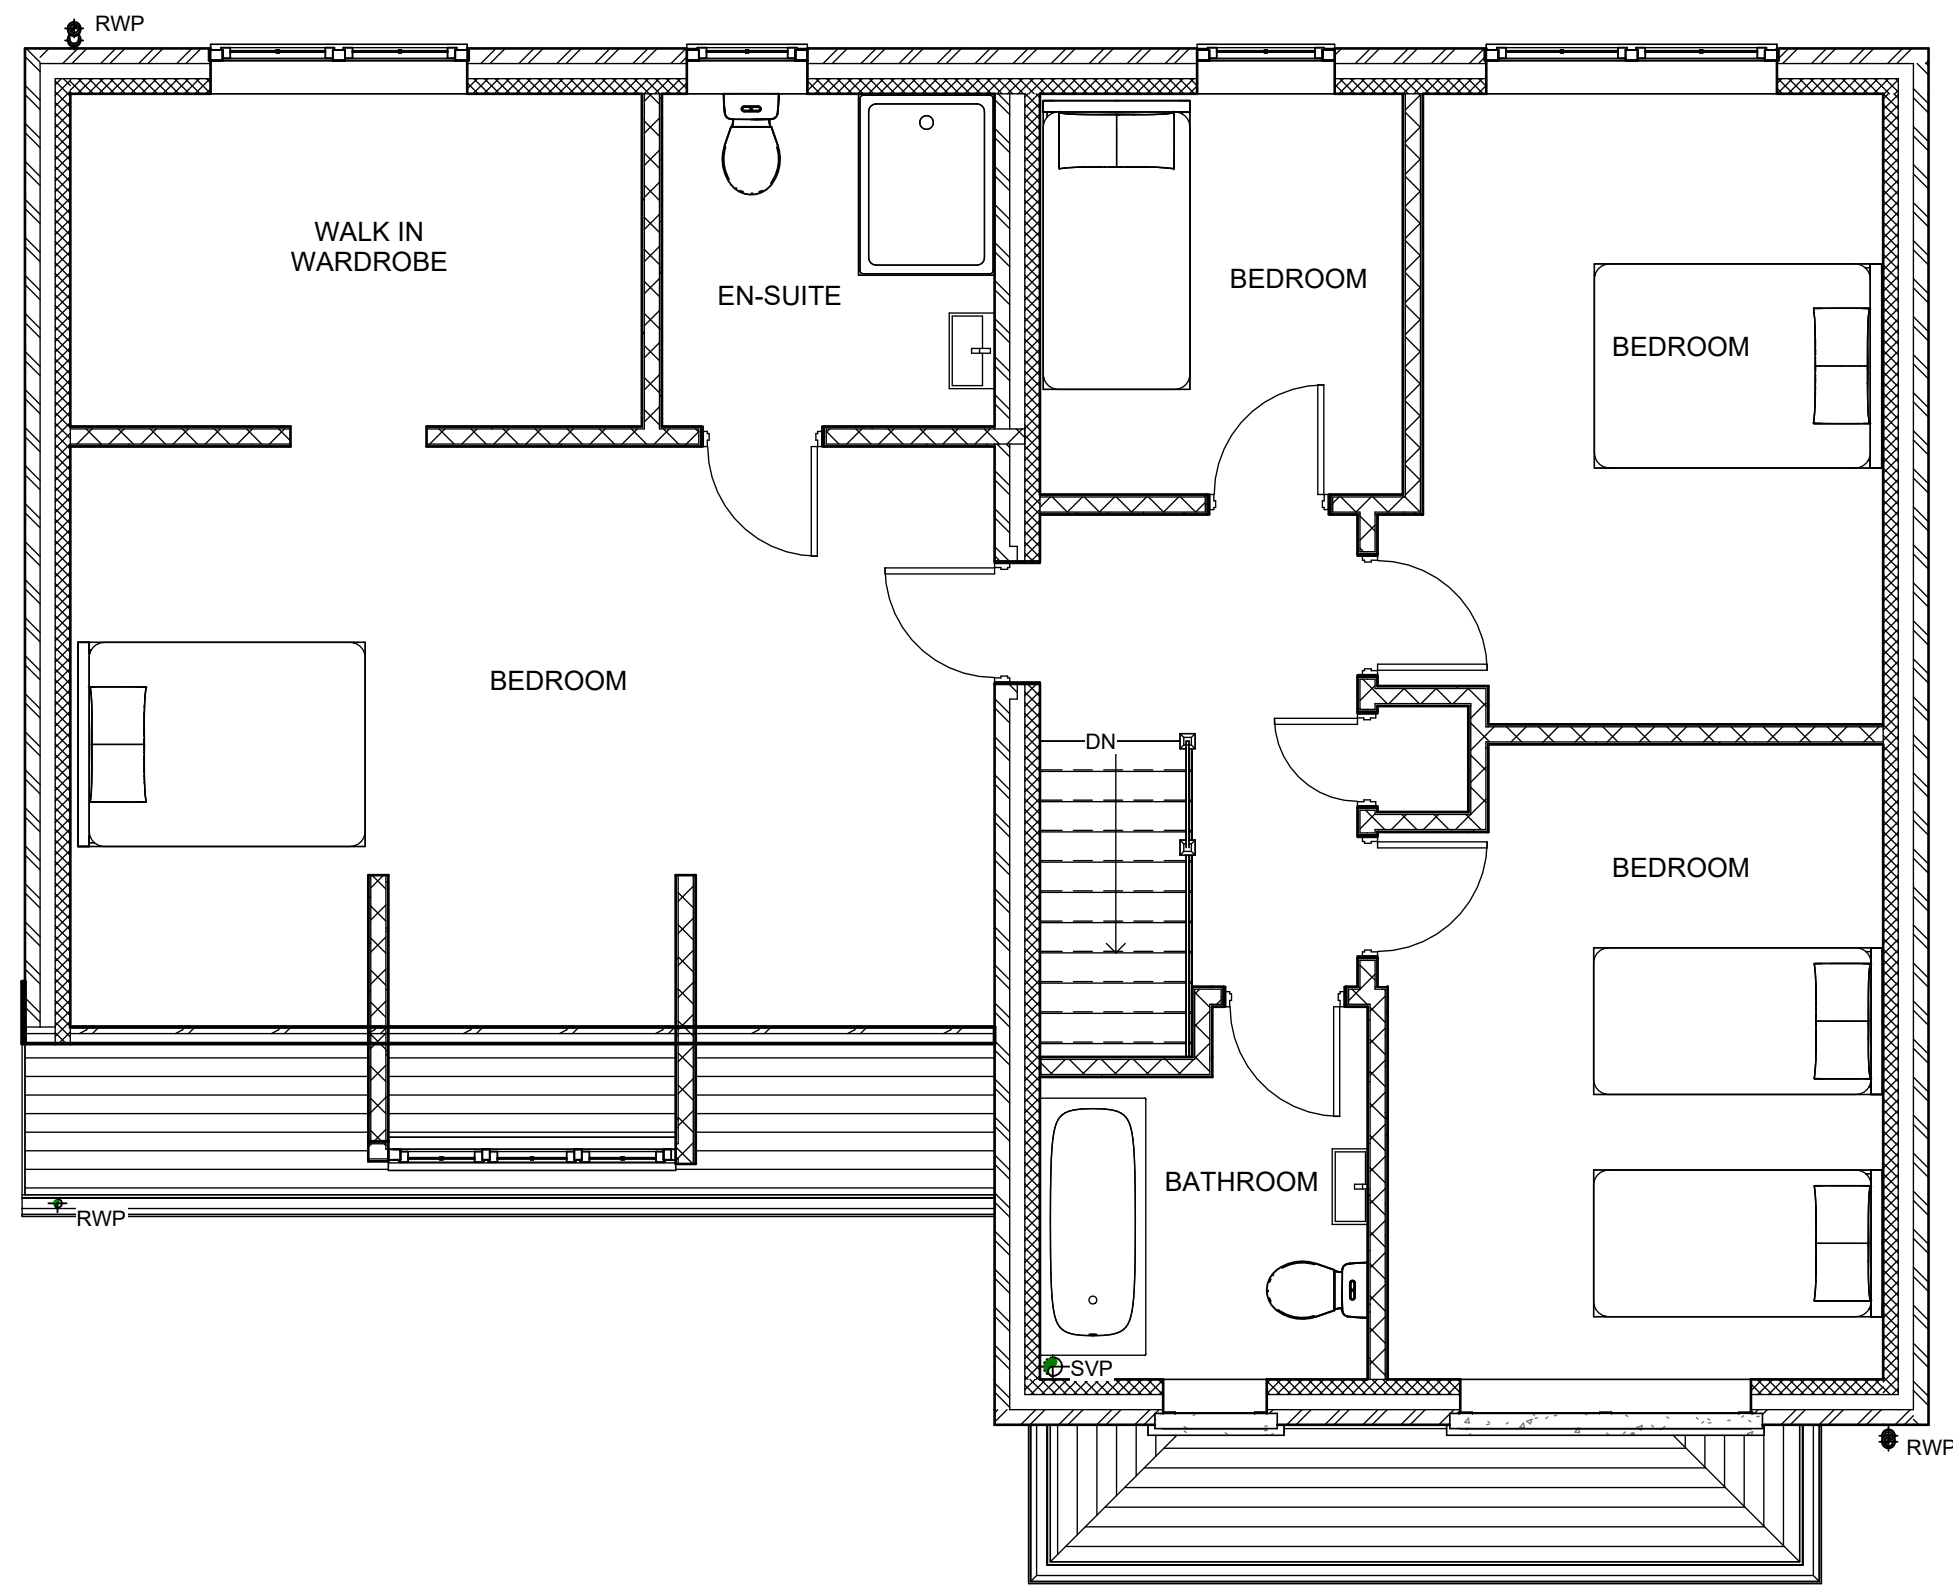 RWP
WALK IN
WARDROBE
EN-SUITE
BEDROOM
BEDROOM
BEDROOM
DN
BEDROOM
BATHROOM
RWP
SVP
RWP